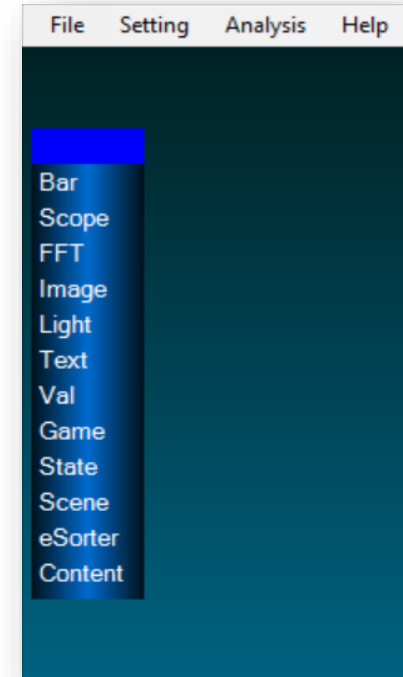 File Setting Analysis Help
Bar
Scope
FFT
Image
Light
Text
Val
Game
State
Scene
eSorter
Content